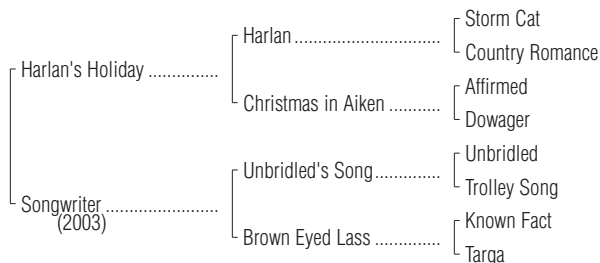 Storm Cat
Harlan ..............................
Country Romance
Harlan's Holiday ..............
Affirmed
Christmas in Aiken ...........
Dowager
Unbridled
Unbridled's Song..............
Trolley Song
Songwriter .......................
(2003)
Known Fact
Brown Eyed Lass ..............
Targa